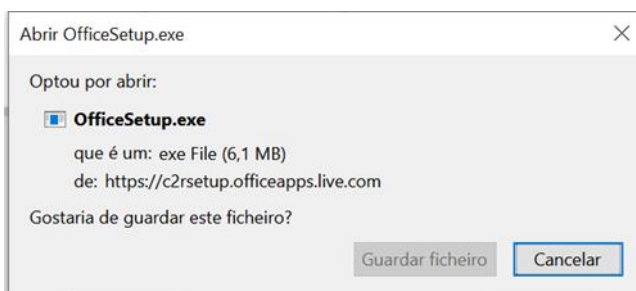 Abrir OfficeSetup.exe
Optou por abrir:
OfficeSetup.exe
que é um: exe File (6,1 MB)
de: https://c2rsetup.officeapps.live.com
Gostaria de guardar este ficheiro?
Guardar ficheiro Cancelar